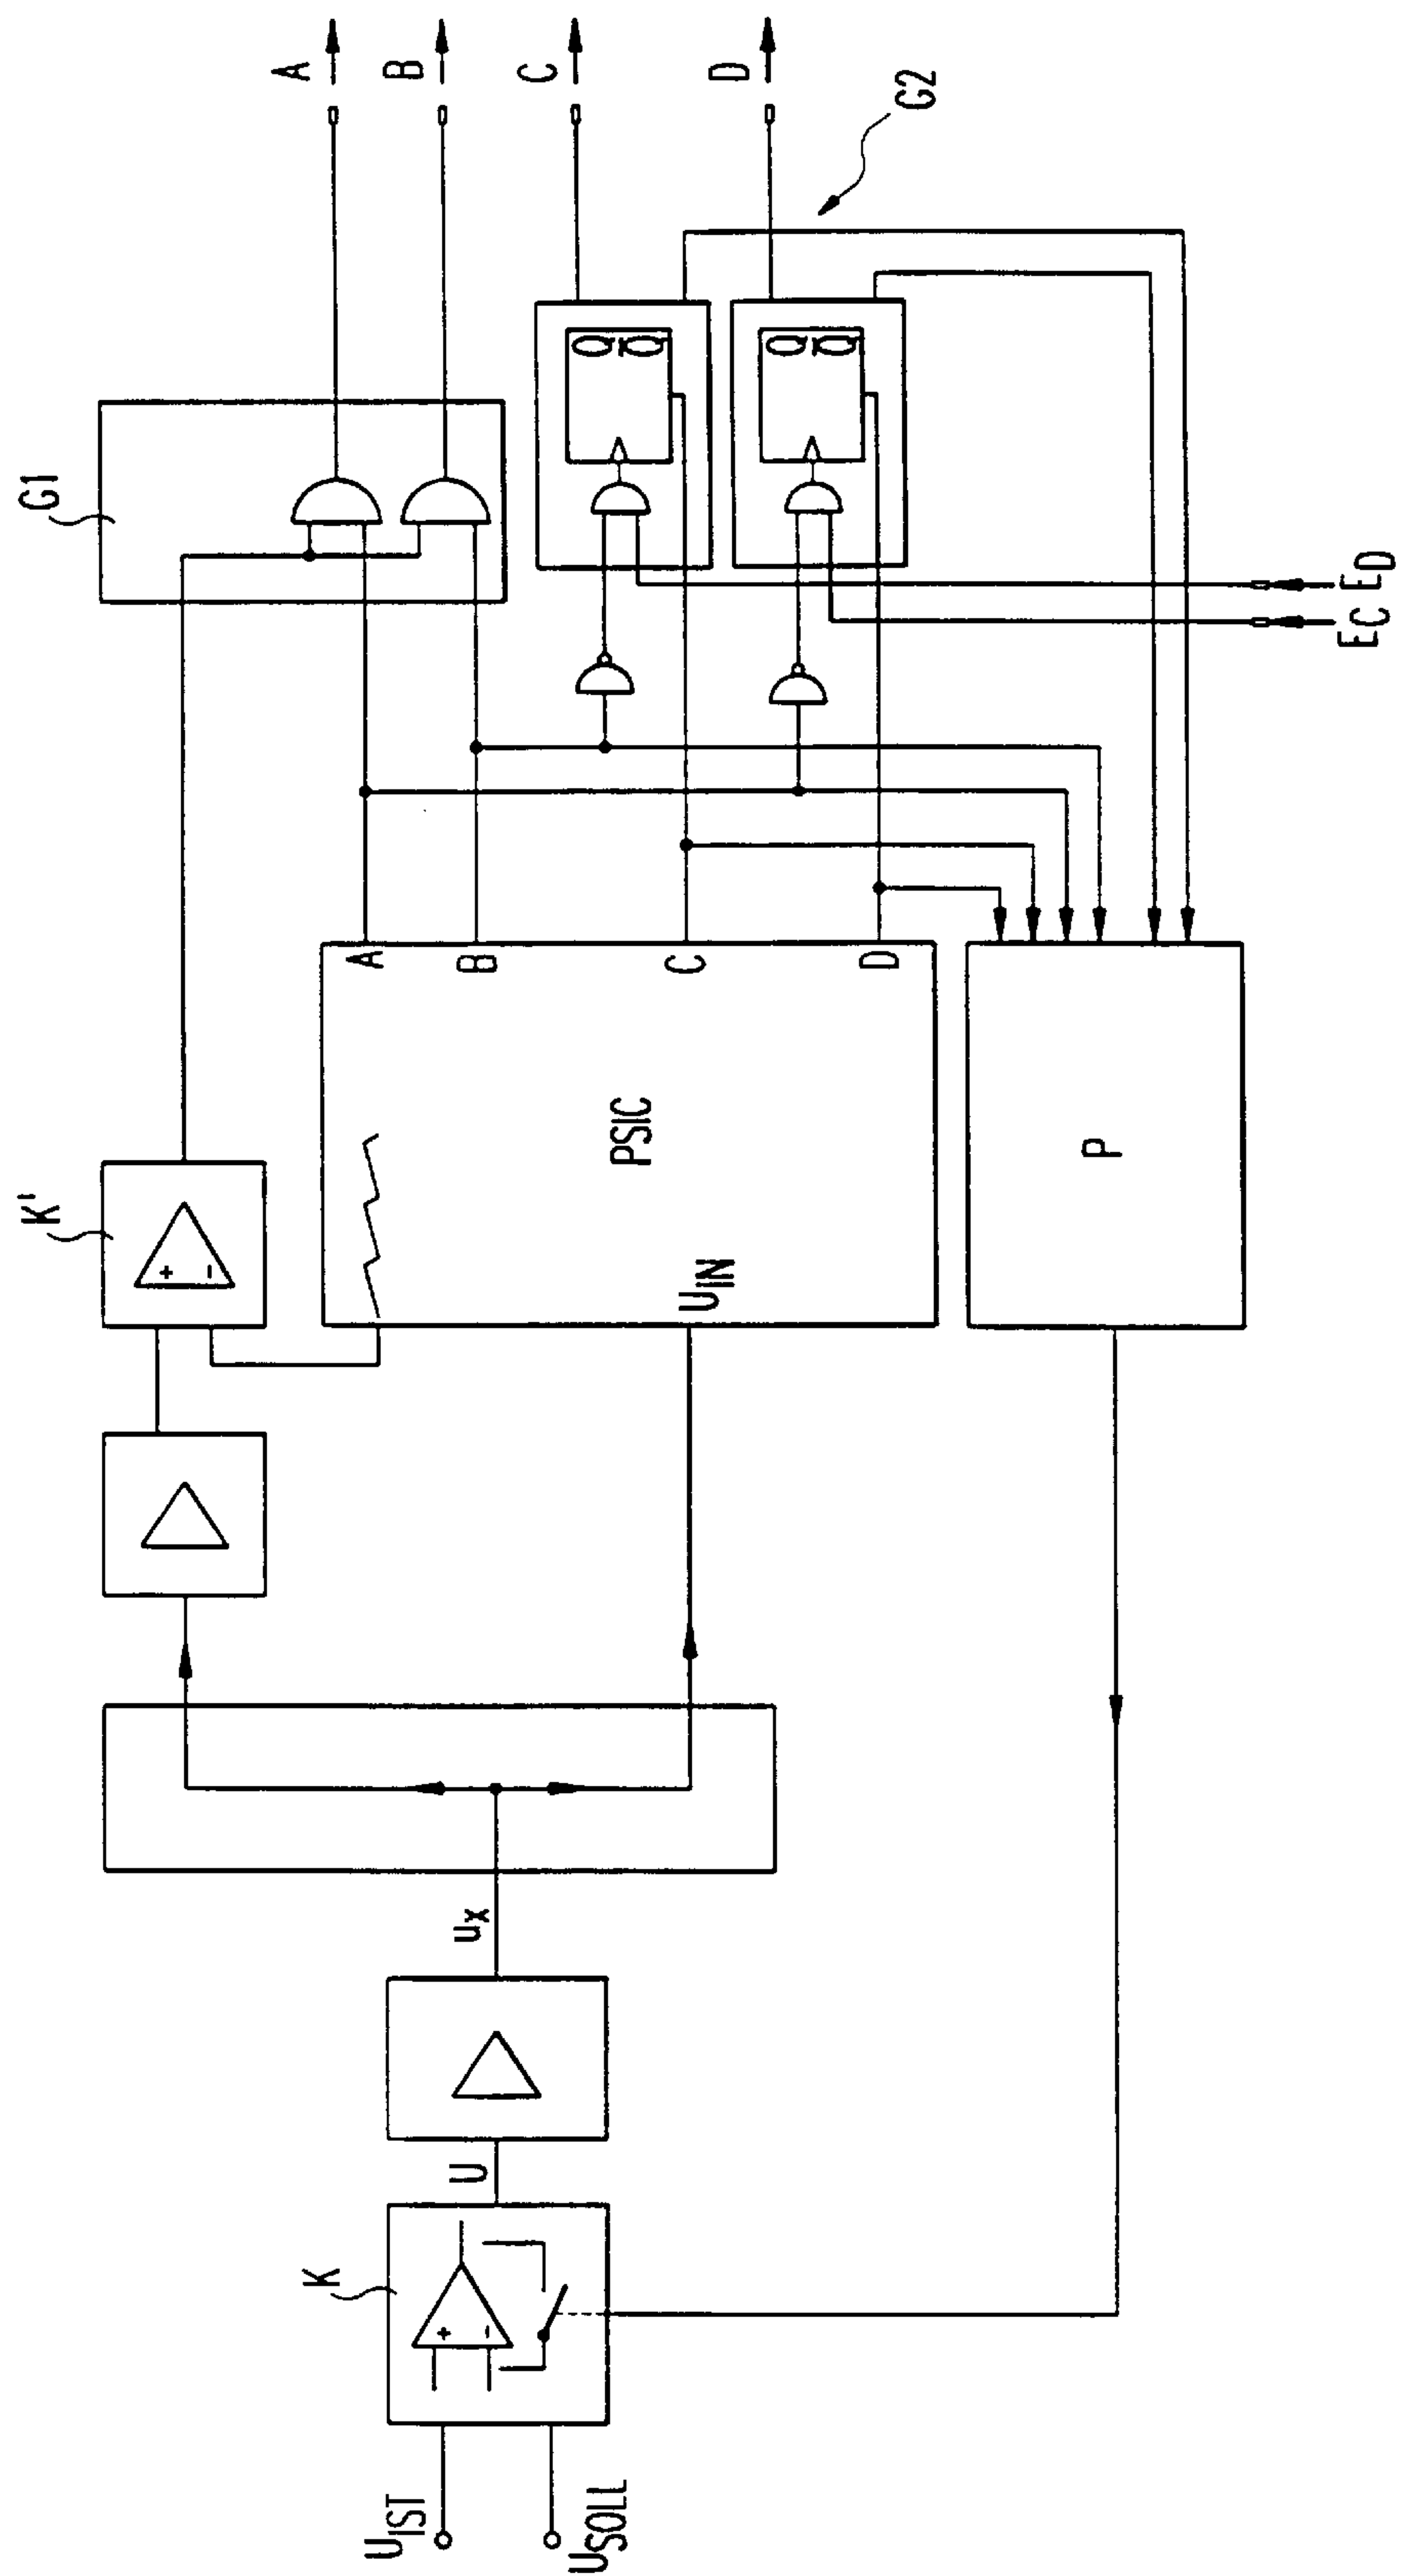 U_IST
U_SOLL
K
+
−
U
u_x
K'
+
−
PSIC
U_IN
A
B
C
D
P
G1
Q
Q̄
Q
Q̄
E_C
E_D
G2
A
B
C
D